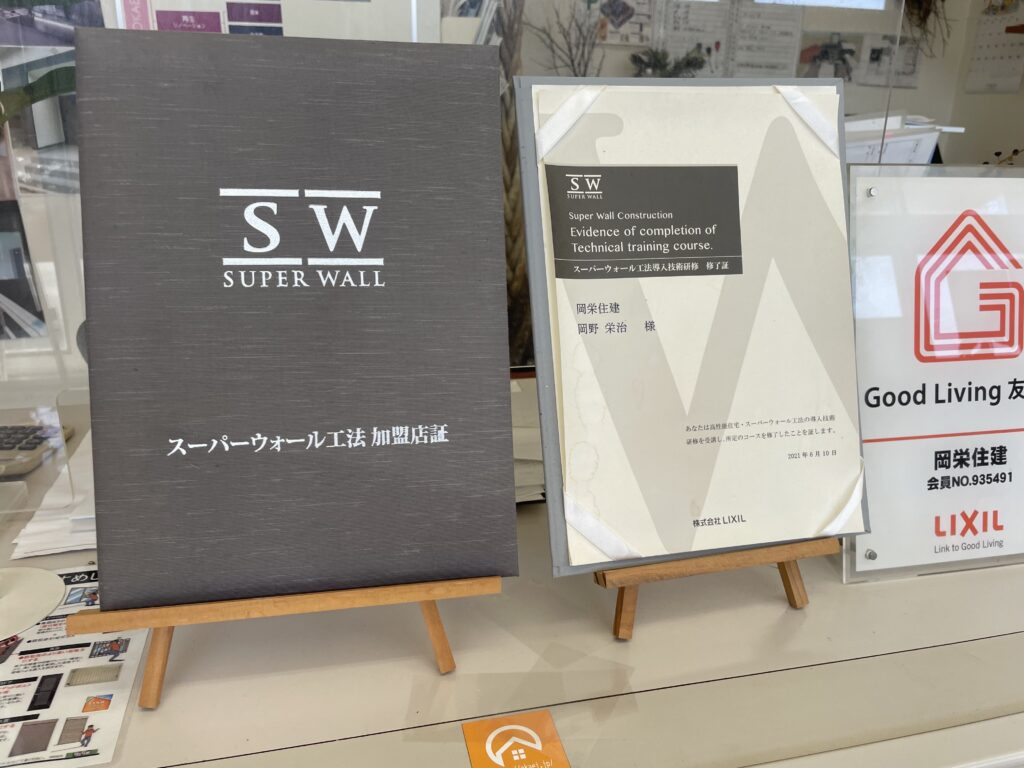 S W
SUPER WALL
スーパーウォール工法 加盟店証
S W
SUPER WALL
Super Wall Construction
Evidence of completion of
Technical training course.
スーパーウォール工法導入技術研修 修了証
岡栄住建
岡野 栄治 様
あなたは高性能住宅・スーパーウォール工法の導入技術
研修を受講し、所定のコースを修了したことを証します。
2021年6月10日
株式会社 LIXIL
Good Living 友
岡栄住建
会員NO.935491
LIXIL
Link to Good Living